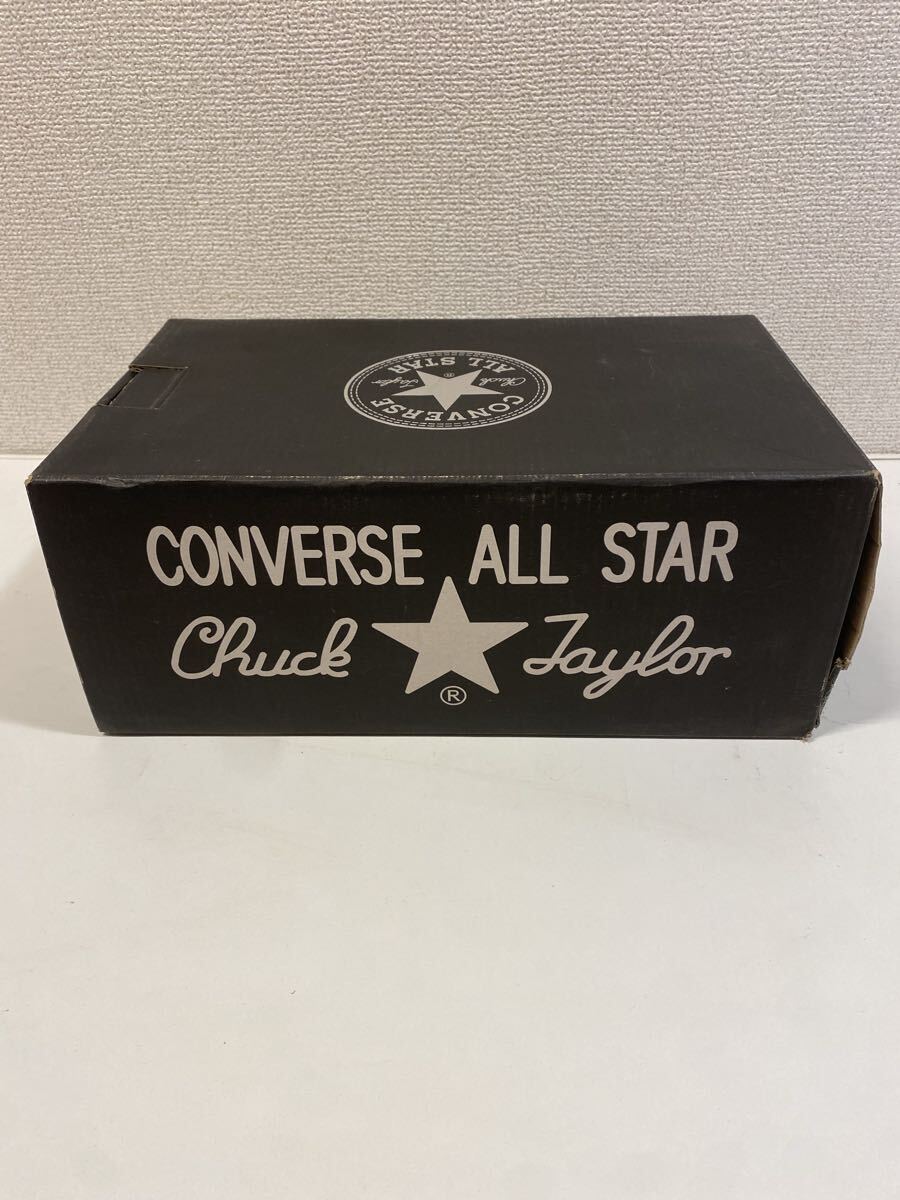 CONVERSE
ALL STAR
Chuck Taylor
®
CONVERSE ALL STAR
Chuck Taylor
®